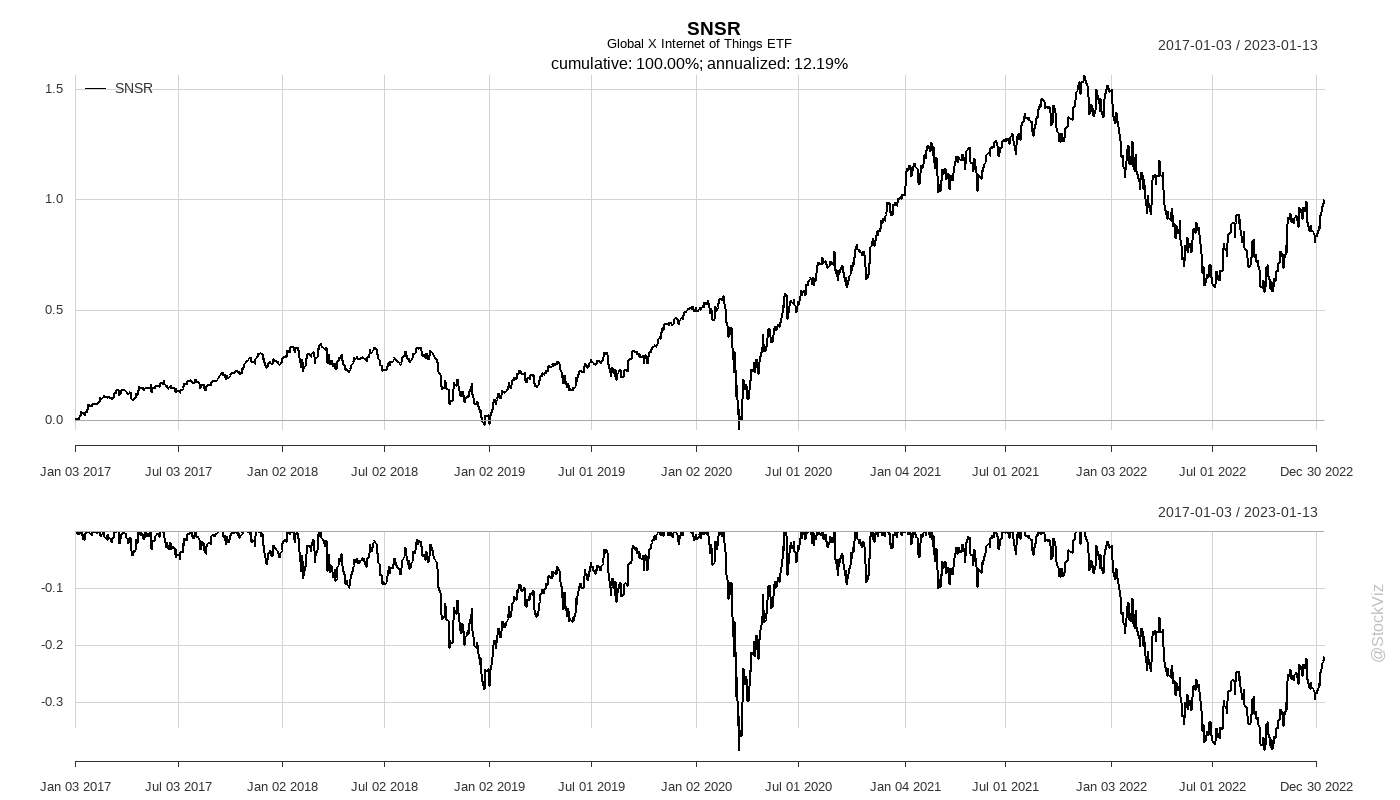 SNSR
Global X Internet of Things ETF
cumulative: 100.00%; annualized: 12.19%
2017-01-03 / 2023-01-13
SNSR
1.5
1.0
0.5
0.0
Jan 03 2017 Jul 03 2017 Jan 02 2018 Jul 02 2018 Jan 02 2019 Jul 01 2019 Jan 02 2020 Jul 01 2020 Jan 04 2021 Jul 01 2021 Jan 03 2022 Jul 01 2022 Dec 30 2022
2017-01-03 / 2023-01-13
-0.1
-0.2
-0.3
Jan 03 2017 Jul 03 2017 Jan 02 2018 Jul 02 2018 Jan 02 2019 Jul 01 2019 Jan 02 2020 Jul 01 2020 Jan 04 2021 Jul 01 2021 Jan 03 2022 Jul 01 2022 Dec 30 2022
@StockViz